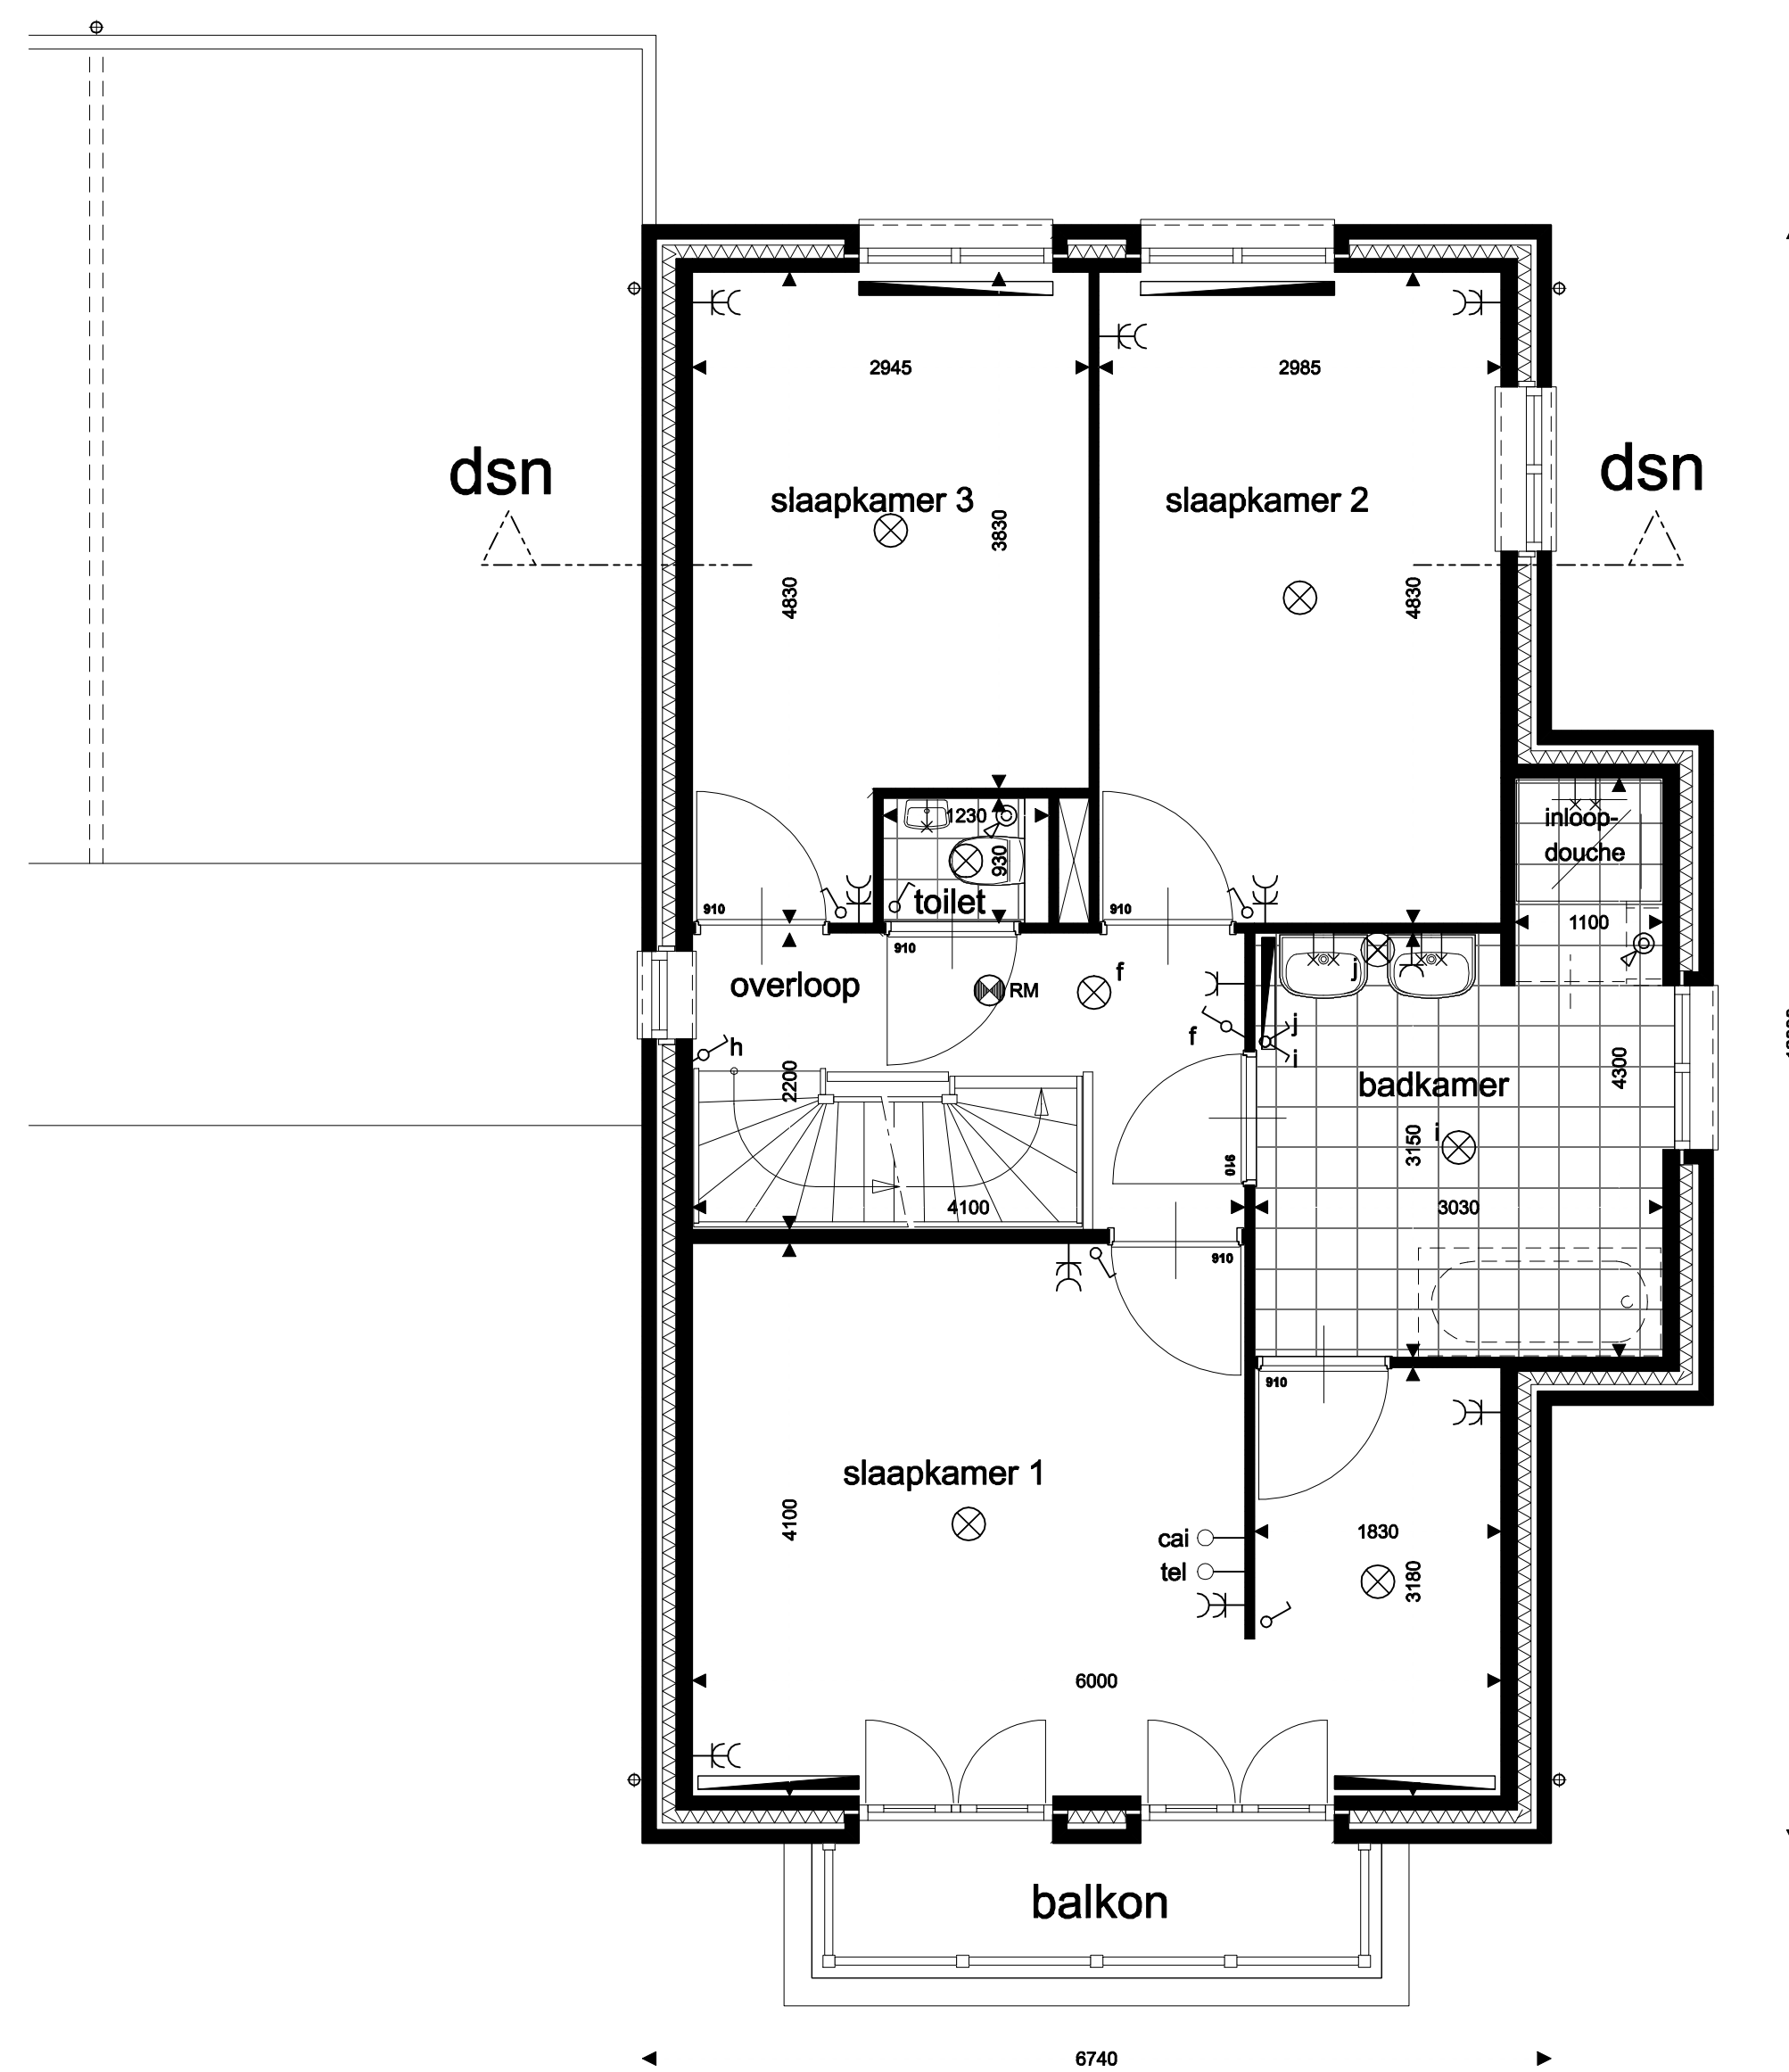 2945
2985
dsn
dsn
slaapkamer 3
slaapkamer 2
3830
4830
4830
inloop-
douche
1230
930
toilet
910
910
1100
910
overloop
RM
f
j
f
j
i
h
2200
4300
badkamer
i
3150
910
4100
3030
910
910
slaapkamer 1
4100
cai
tel
1830
3180
6000
balkon
6740